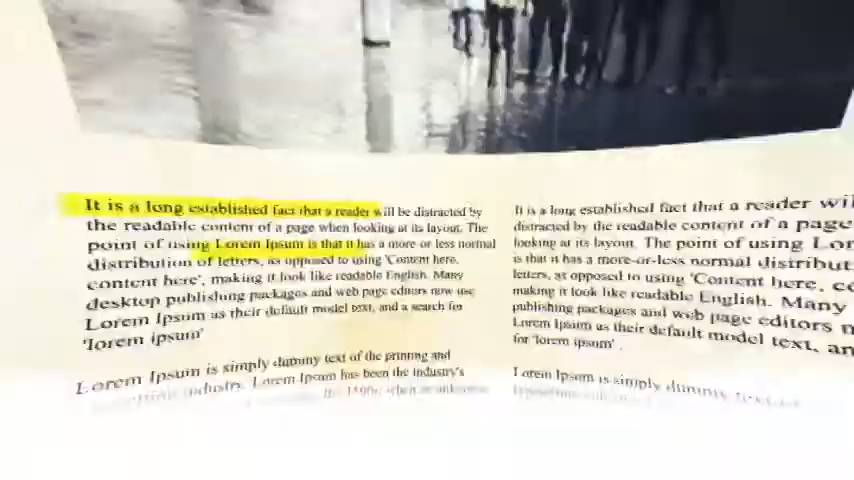 It is a long established fact that a reader will be distracted by
the readable content of a page when looking at its layout. The
point of using Lorem Ipsum is that it has a more or less normal
distribution of letters, as opposed to using 'Content here,
content here', making it look like readable English. Many
desktop publishing packages and web page editors now use
Lorem Ipsum as their default model text, and a search for
'lorem ipsum'
Lorem Ipsum is simply dummy text of the printing and
industry. Lorem Ipsum has been the industry's
the 1500s, when an unknown
It is a long established fact that a reader wil
distracted by the readable content of a page
looking at its layout. The point of using Lor
is that it has a more-or-less normal distribut
letters, as opposed to using 'Content here, co
making it look like readable English. Many
publishing packages and web page editors n
Lorem Ipsum as their default model text, an
for 'lorem ipsum'.
Lorem Ipsum is simply dummy text